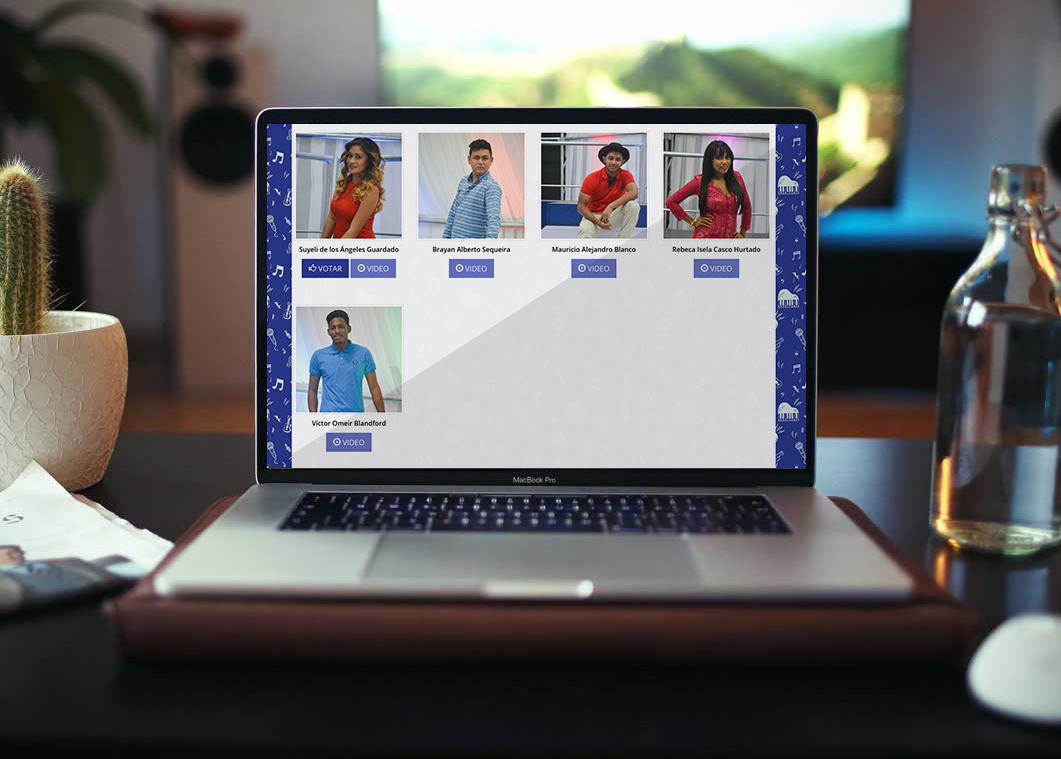 Suyeli de los Ángeles Guardado
Brayan Alberto Sequeira
Mauricio Alejandro Blanco
Rebeca Isela Casco Hurtado
VOTAR
VIDEO
VIDEO
VIDEO
VIDEO
Víctor Omeir Blandford
VIDEO
MacBook Pro